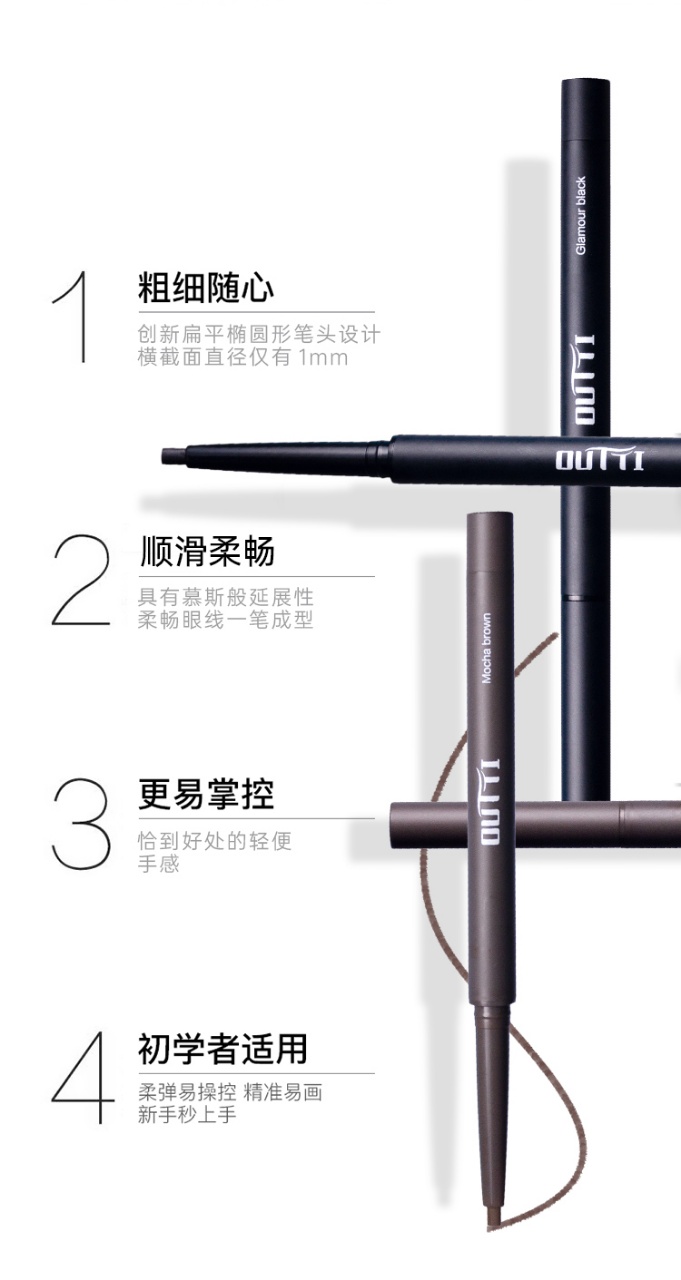 1
粗细随心
创新扁平椭圆形笔头设计
横截面直径仅有1mm
Glamour black
OUTTI
OUTTI
2
顺滑柔畅
具有慕斯般延展性
柔畅眼线一笔成型
Mocha brown
OUTTI
3
更易掌控
恰到好处的轻便
手感
4
初学者适用
柔弹易操控 精准易画
新手秒上手